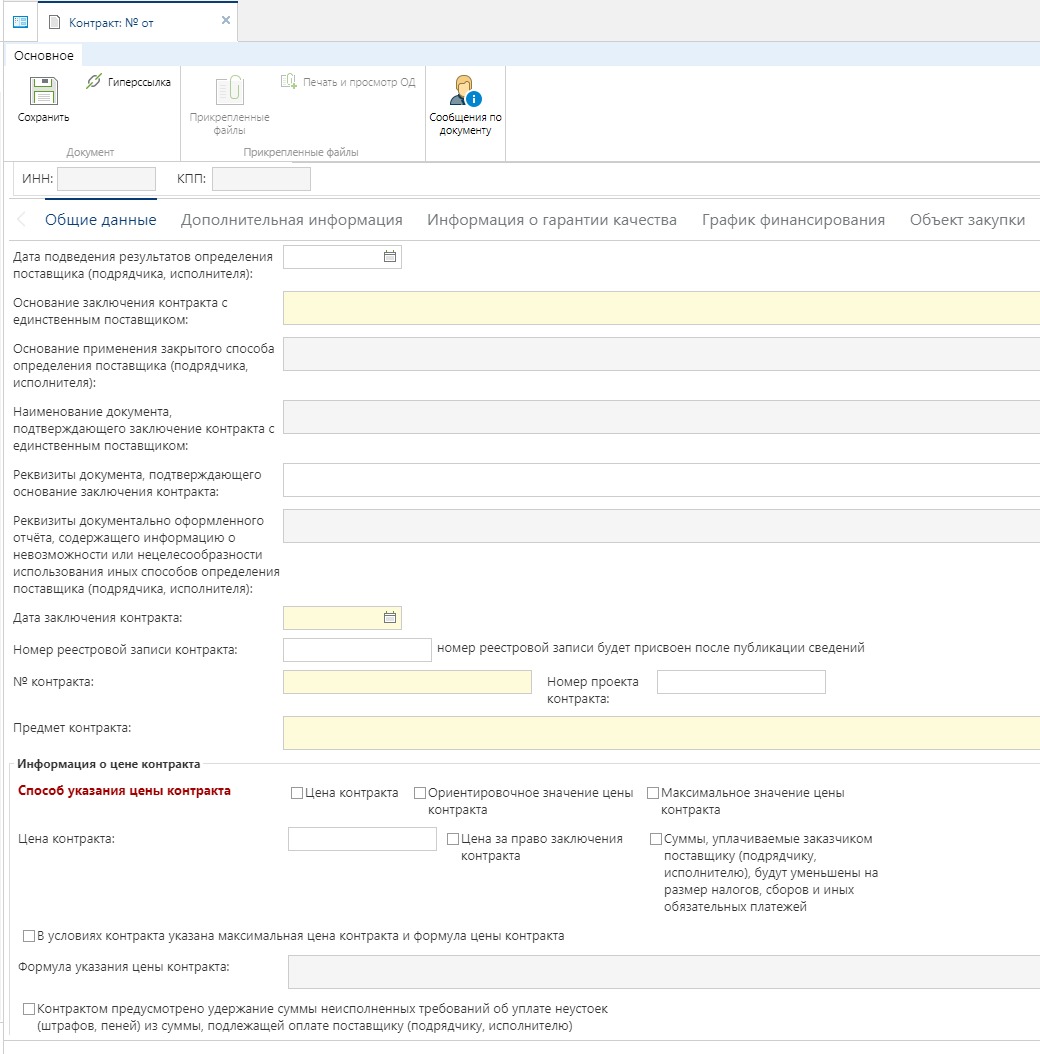 Контракт: № от
Основное
Сохранить
Гиперссылка
Документ
Прикрепленные
файлы
Печать и просмотр ОД
Прикрепленные файлы
Сообщения по
документу
ИНН:
КПП:
Общие данные
Дополнительная информация
Информация о гарантии качества
График финансирования
Объект закупки
Дата подведения результатов определения
поставщика (подрядчика, исполнителя):
Основание заключения контракта с
единственным поставщиком:
Основание применения закрытого способа
определения поставщика (подрядчика,
исполнителя):
Наименование документа,
подтверждающего заключение контракта с
единственным поставщиком:
Реквизиты документа, подтверждающего
основание заключения контракта:
Реквизиты документально оформленного
отчёта, содержащего информацию о
невозможности или нецелесообразности
использования иных способов определения
поставщика (подрядчика, исполнителя):
Дата заключения контракта:
Номер реестровой записи контракта:
номер реестровой записи будет присвоен после публикации сведений
№ контракта:
Номер проекта
контракта:
Предмет контракта:
Информация о цене контракта
Способ указания цены контракта
Цена контракта
Ориентировочное значение цены
контракта
Максимальное значение цены
контракта
Цена контракта:
Цена за право заключения
контракта
Суммы, уплачиваемые заказчиком
поставщику (подрядчику,
исполнителю), будут уменьшены на
размер налогов, сборов и иных
обязательных платежей
В условиях контракта указана максимальная цена контракта и формула цены контракта
Формула указания цены контракта:
Контрактом предусмотрено удержание суммы неисполненных требований об уплате неустоек
(штрафов, пеней) из суммы, подлежащей оплате поставщику (подрядчику, исполнителю)